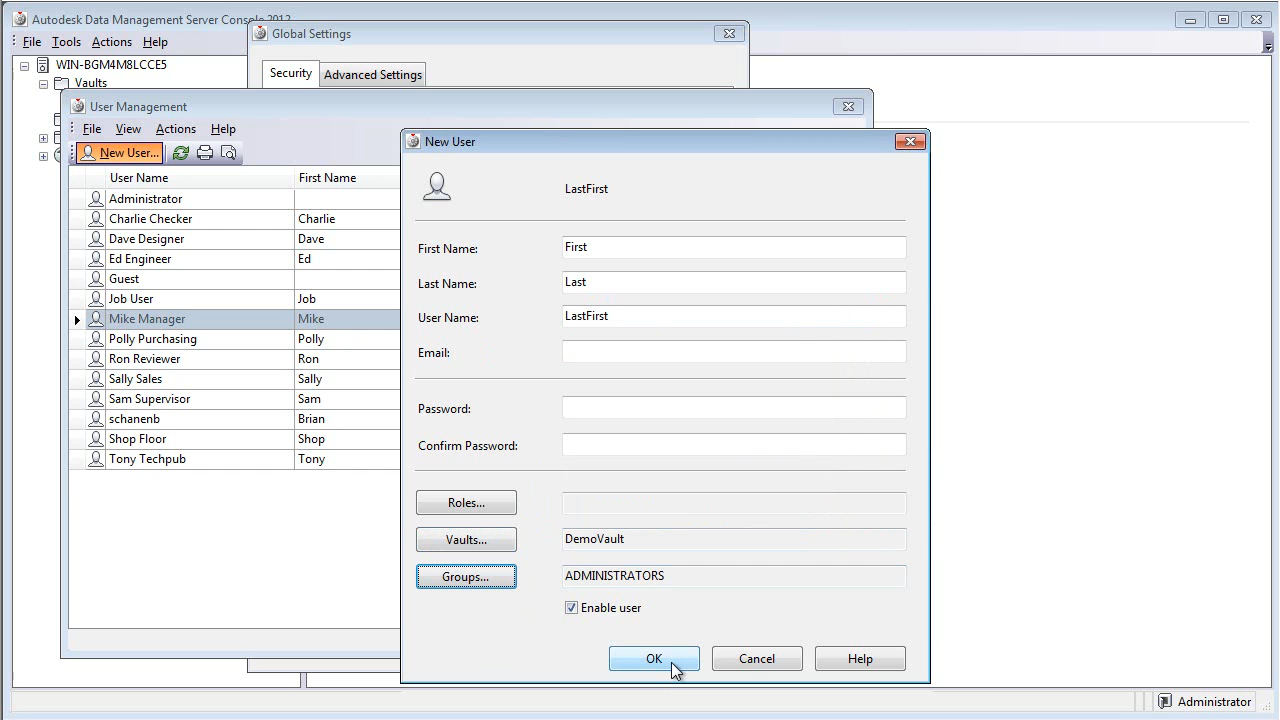 Autodesk Data Management Server Console 2012
File Tools Actions Help
WIN-BGM4M8LCCE5
Vaults
Global Settings
Security Advanced Settings
User Management
File View Actions Help
New User...
User Name First Name
Administrator
Charlie Checker Charlie
Dave Designer Dave
Ed Engineer Ed
Guest
Job User Job
Mike Manager Mike
Polly Purchasing Polly
Ron Reviewer Ron
Sally Sales Sally
Sam Supervisor Sam
schanenb Brian
Shop Floor Shop
Tony Techpub Tony
New User
LastFirst
First Name: First
Last Name: Last
User Name: LastFirst
Email:
Password:
Confirm Password:
Roles...
Vaults... DemoVault
Groups... ADMINISTRATORS
Enable user
OK Cancel Help
Administrator